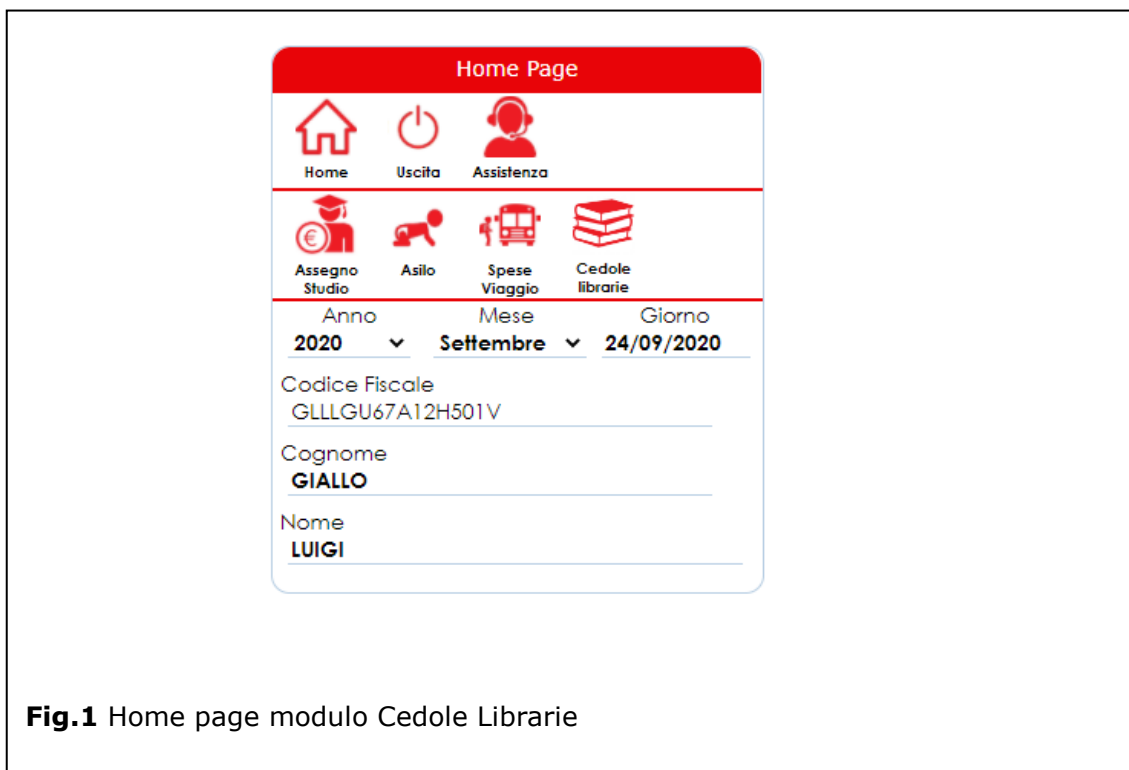 Home Page
Home Uscita Assistenza
€
Assegno Studio Asilo Spese Viaggio Cedole librarie
Anno Mese Giorno
2020 Settembre 24/09/2020
Codice Fiscale
GLLLGU67A12H501V
Cognome
GIALLO
Nome
LUIGI
Fig.1 Home page modulo Cedole Librarie